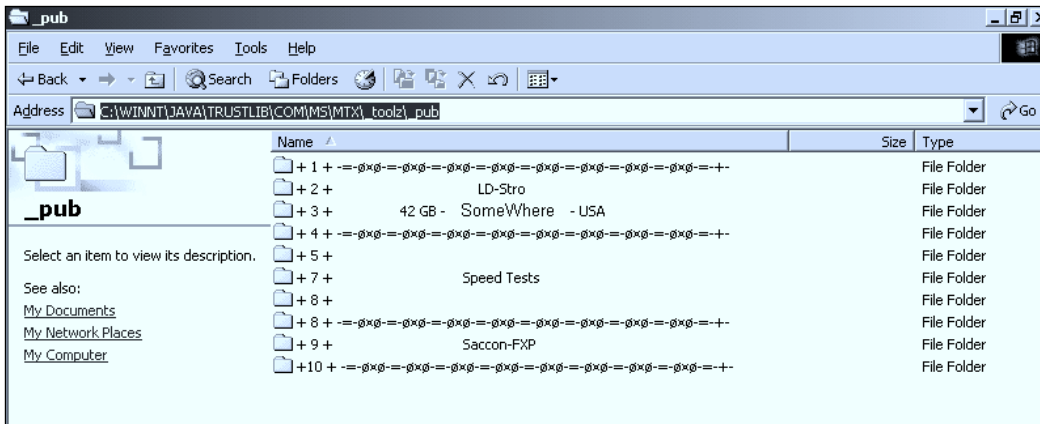 _pub
File Edit View Favorites Tools Help
Back Search Folders
Address C:\WINNT\JAVA\TRUSTLIB\COM\MS\MTX\_toolz\_pub Go
Name Size Type
+ 1 + -=-øxø-=-øxø-=-øxø-=-øxø-=-øxø-=-øxø-=-øxø-=-øxø-=-+- File Folder
+ 2 + LD-Stro File Folder
+ 3 + 42 GB - SomeWhere - USA File Folder
+ 4 + -=-øxø-=-øxø-=-øxø-=-øxø-=-øxø-=-øxø-=-øxø-=-øxø-=-+- File Folder
+ 5 + File Folder
+ 7 + Speed Tests File Folder
+ 8 + File Folder
+ 8 + -=-øxø-=-øxø-=-øxø-=-øxø-=-øxø-=-øxø-=-øxø-=-øxø-=-+- File Folder
+ 9 + Saccon-FXP File Folder
+10 + -=-øxø-=-øxø-=-øxø-=-øxø-=-øxø-=-øxø-=-øxø-=-øxø-=-+- File Folder
_pub
Select an item to view its description.
See also:
My Documents
My Network Places
My Computer